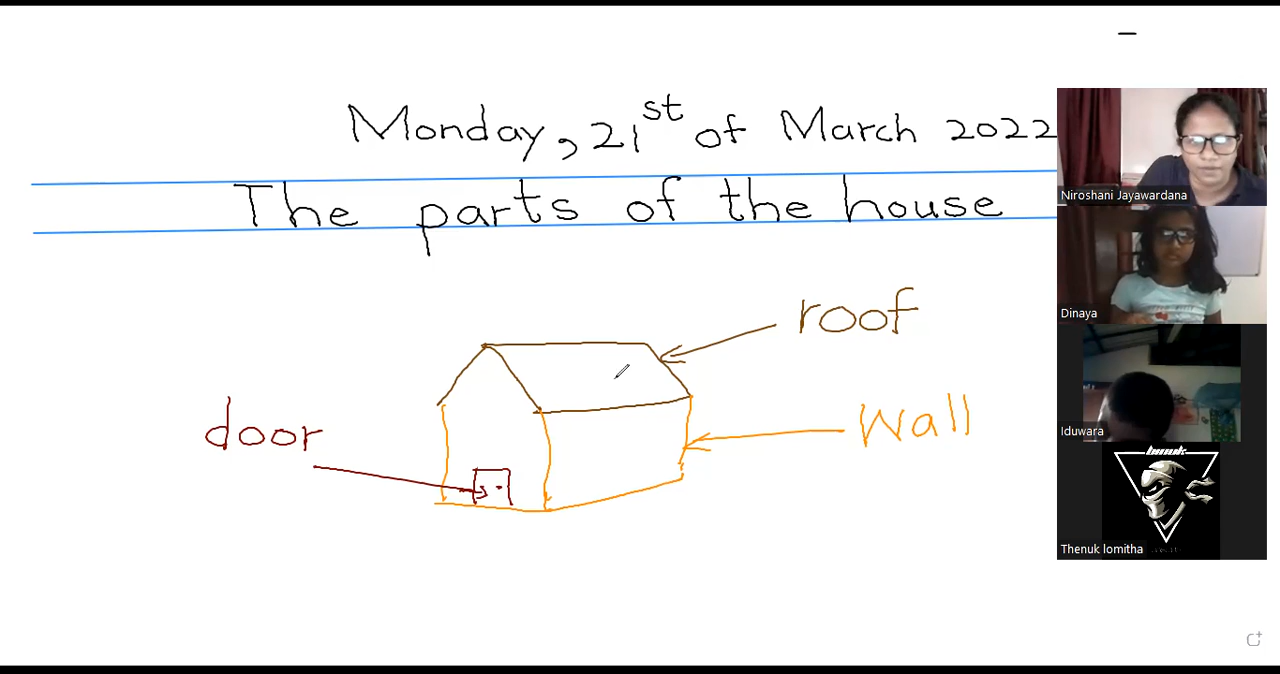 Monday, 21st of March 2022
The parts of the house
roof
door
Wall
Niroshani Jayawardana
Dinaya
Iduwara
Thenuk lomitha